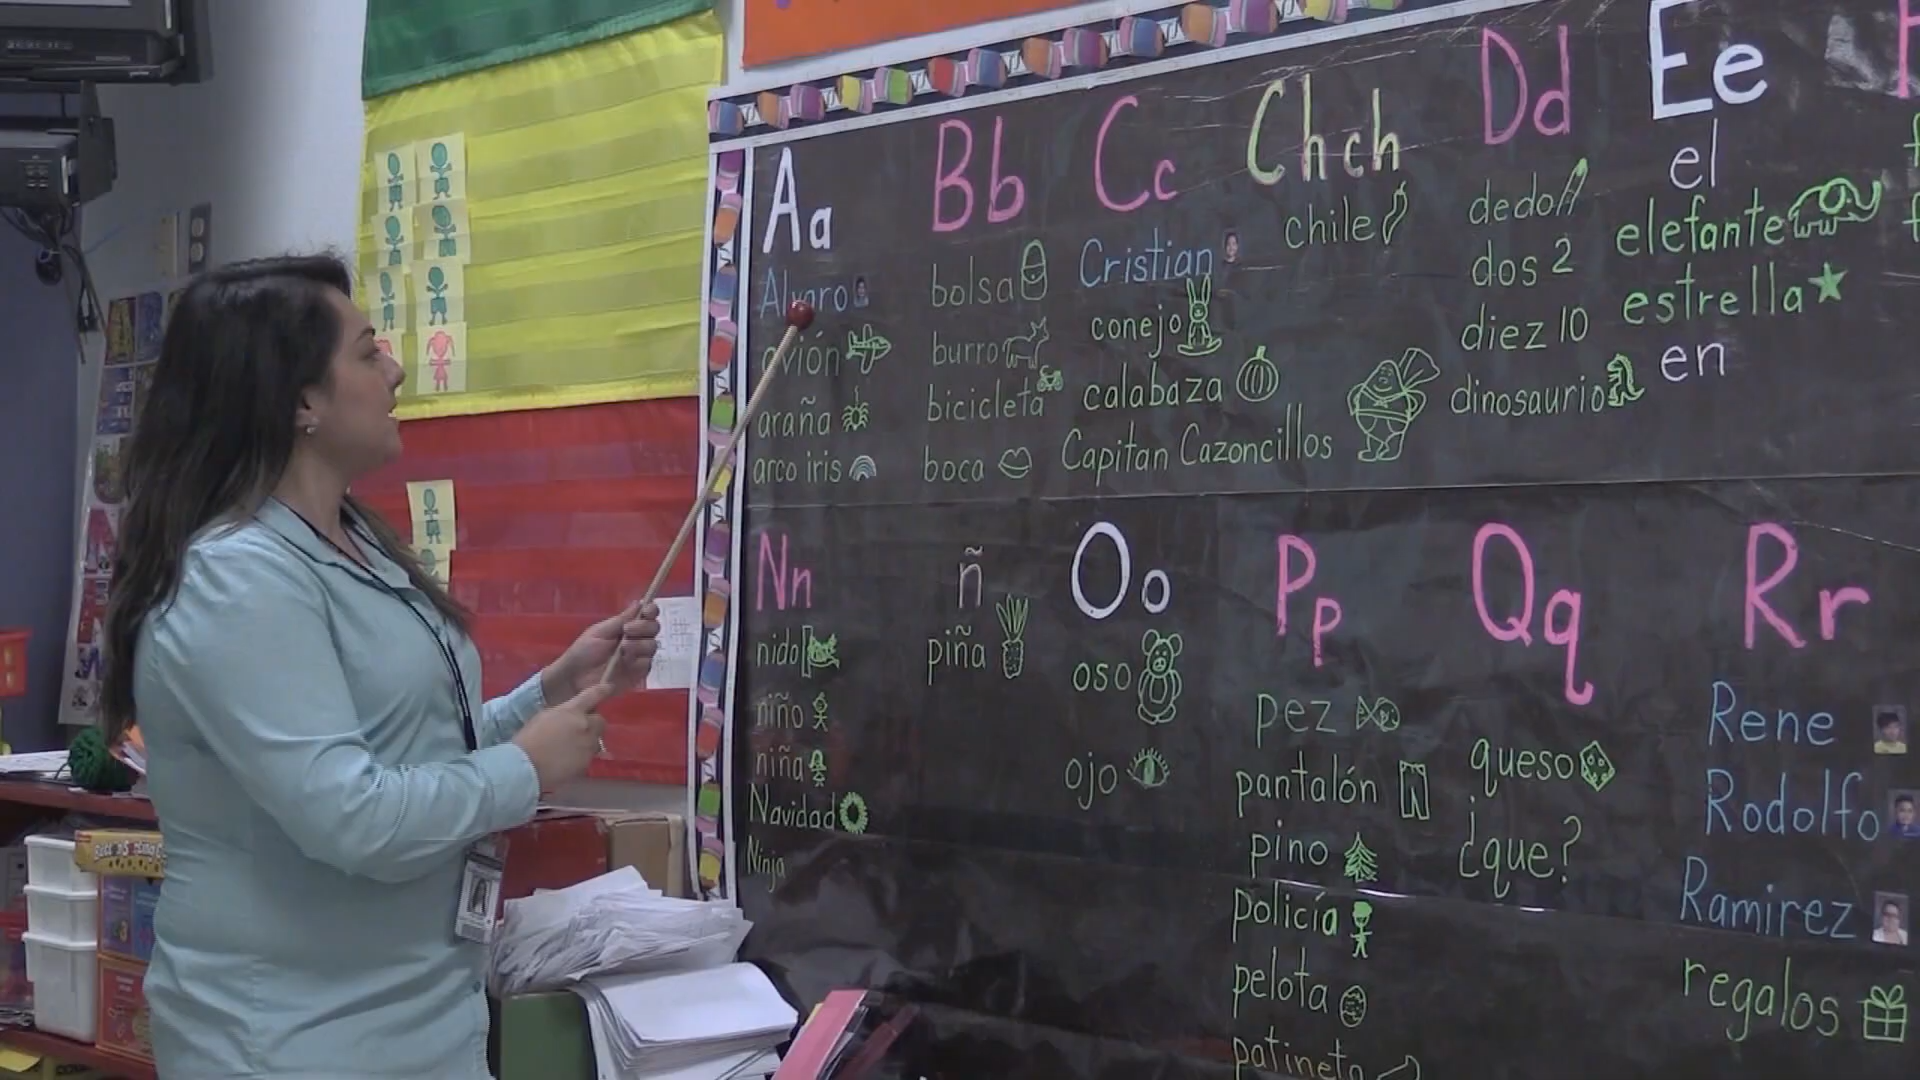 Aa
Alvaro
avión
araña
arco iris
Bb
bolsa
burro
bicicleta
boca
Cc
Cristian
conejo
calabaza
Capitan Cazoncillos
Chch
chile
Dd
dedo
dos 2
diez 10
dinosaurio
Ee
el
elefante
estrella
en
Nn
nido
niño
niña
Navidad
Ninja
ñ
piña
Oo
oso
ojo
Pp
pez
pantalón
pino
policía
pelota
patineta
Qq
queso
¿que?
Rr
Rene
Rodolfo
Ramirez
regalos